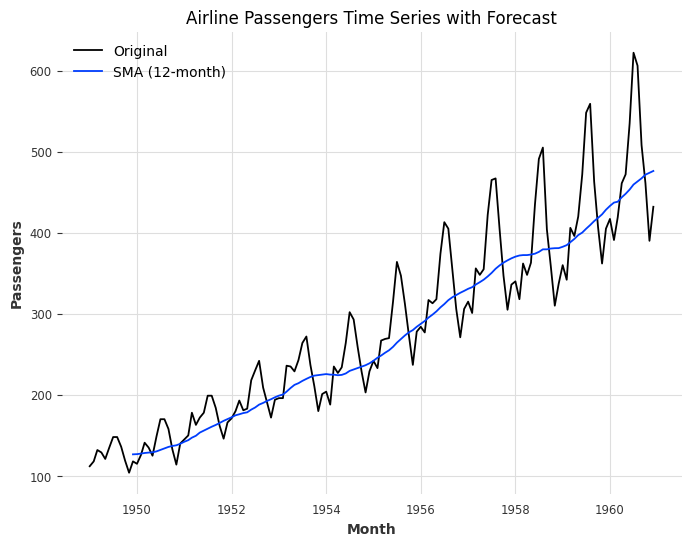 Airline Passengers Time Series with Forecast
Original
SMA (12-month)
600
500
400
300
200
100
Passengers
1950 1952 1954 1956 1958 1960
Month